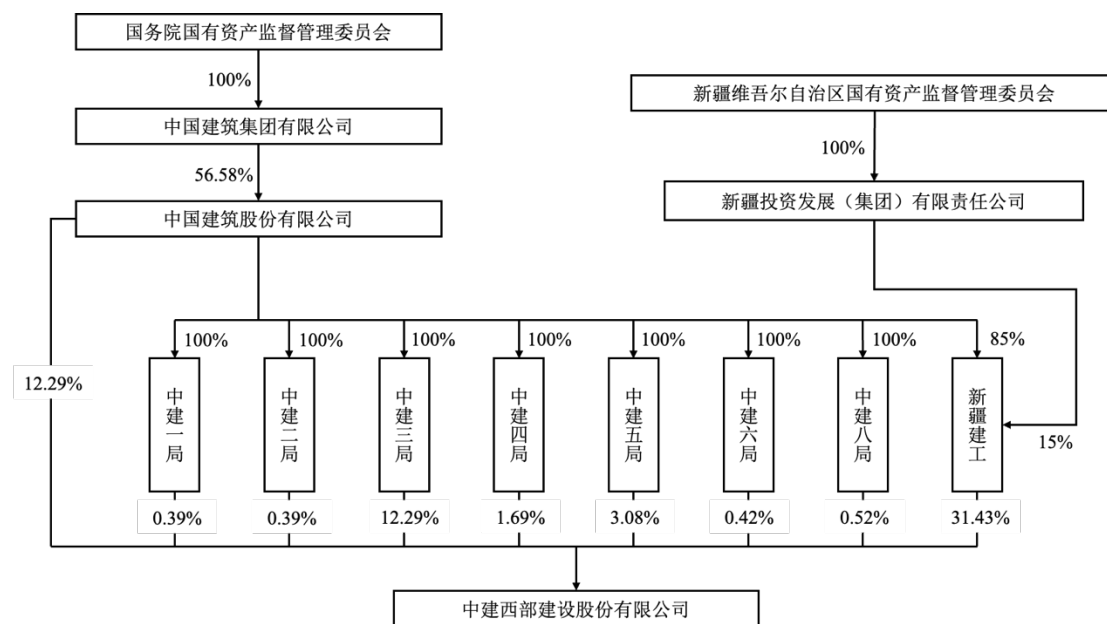 国务院国有资产监督管理委员会
100%
中国建筑集团有限公司
56.58%
中国建筑股份有限公司
新疆维吾尔自治区国有资产监督管理委员会
100%
新疆投资发展（集团）有限责任公司
100%
100%
100%
100%
100%
100%
100%
85%
12.29%
中建一局
中建二局
中建三局
中建四局
中建五局
中建六局
中建八局
新疆建工
15%
0.39%
0.39%
12.29%
1.69%
3.08%
0.42%
0.52%
31.43%
中建西部建设股份有限公司